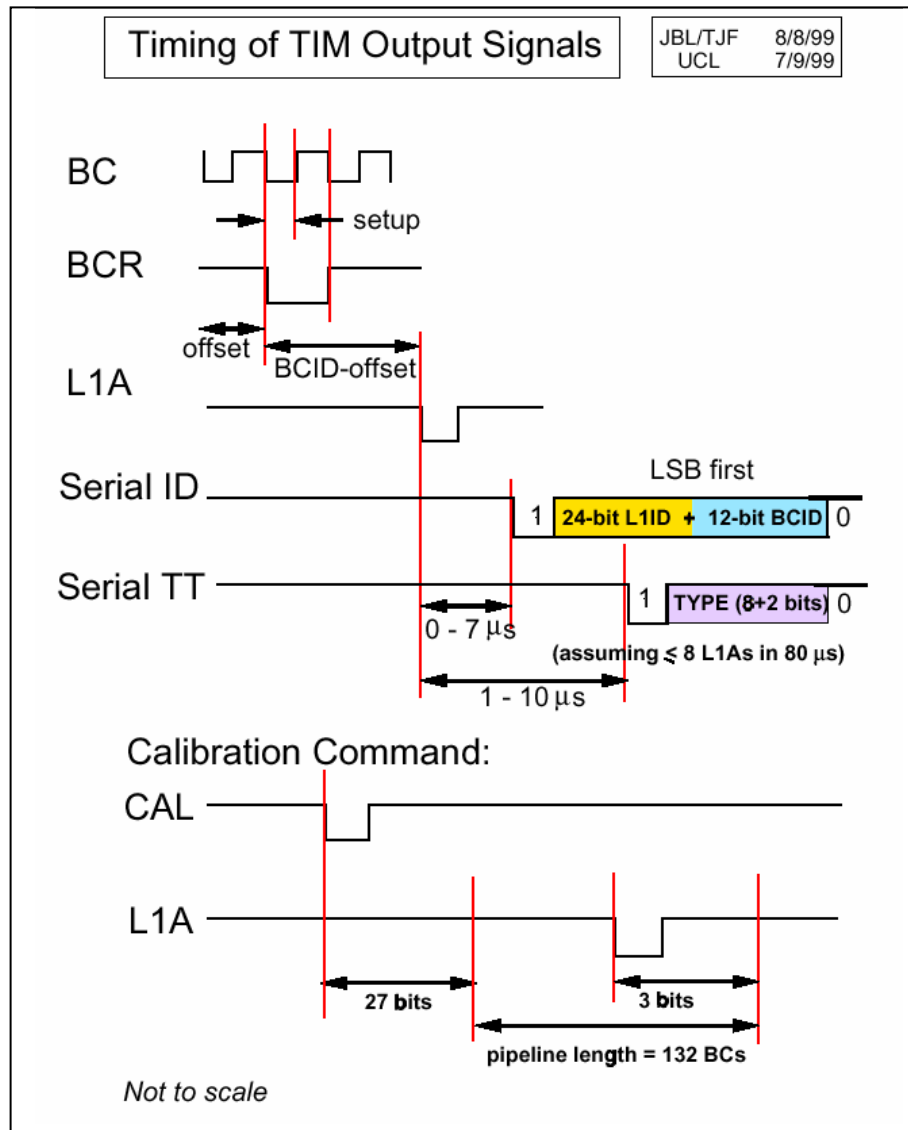 Timing of TIM Output Signals
JBL/TJF 8/8/99
UCL 7/9/99
BC
setup
BCR
offset
BCID-offset
L1A
LSB first
Serial ID
1 24-bit L1ID + 12-bit BCID 0
Serial TT
1 TYPE (8+2 bits) 0
0 - 7 μs
(assuming ⩽ 8 L1As in 80 μs)
1 - 10 μs
Calibration Command:
CAL
L1A
27 bits
3 bits
pipeline length = 132 BCs
Not to scale